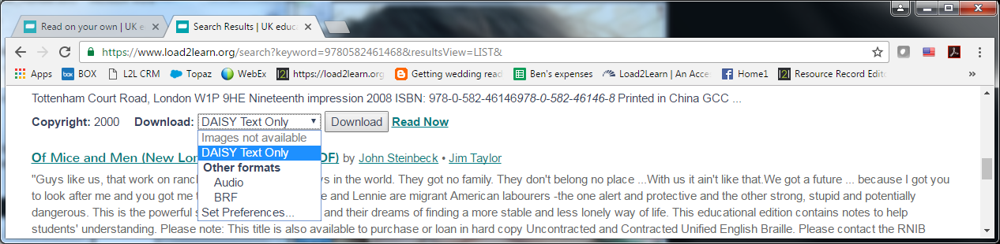 Read on your own | UK e
Search Results | UK educa
https://www.load2learn.org/search?keyword=9780582461468&resultsView=LIST&
Apps BOX L2L CRM Topaz WebEx https://load2learn.org Getting wedding read Ben's expenses Load2Learn | An Acce Home1 Resource Record Edito »
Tottenham Court Road, London W1P 9HE Nineteenth impression 2008 ISBN: 978-0-582-46146978-0-582-46146-8 Printed in China GCC ...
Copyright: 2000 Download: DAISY Text Only Download Read Now
Images not available
DAISY Text Only
Other formats
Audio
BRF
Set Preferences...
Of Mice and Men (New Lon DF) by John Steinbeck • Jim Taylor
"Guys like us, that work on ranc ys in the world. They got no family. They don't belong no place ...With us it ain't like that.We got a future ... because I got you
to look after me and you got me t e and Lennie are migrant American labourers -the one alert and protective and the other strong, stupid and potentially
dangerous. This is the powerful s and their dreams of finding a more stable and less lonely way of life. This educational edition contains notes to help
students' understanding. Please note: This title is also available to purchase or loan in hard copy Uncontracted and Contracted Unified English Braille. Please contact the RNIB